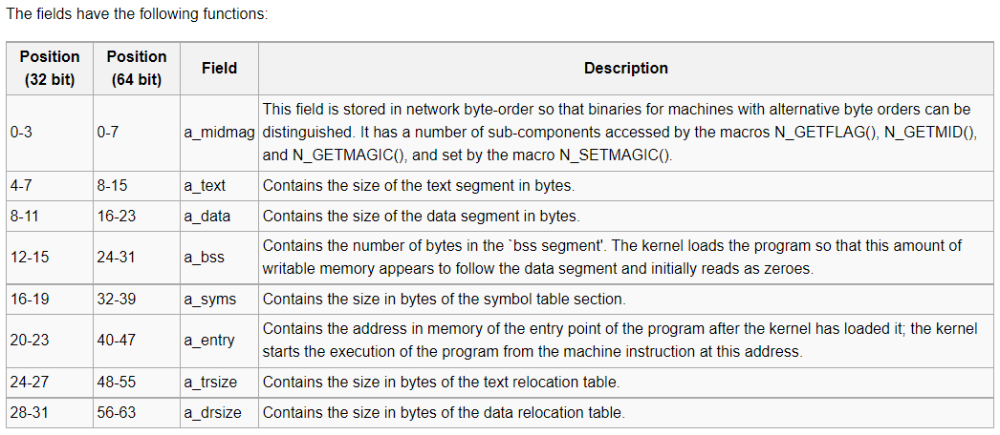 The fields have the following functions:
Position (32 bit) Position (64 bit) Field Description
0-3 0-7 a_midmag This field is stored in network byte-order so that binaries for machines with alternative byte orders can be
distinguished. It has a number of sub-components accessed by the macros N_GETFLAG(), N_GETMID(),
and N_GETMAGIC(), and set by the macro N_SETMAGIC().
4-7 8-15 a_text Contains the size of the text segment in bytes.
8-11 16-23 a_data Contains the size of the data segment in bytes.
12-15 24-31 a_bss Contains the number of bytes in the `bss segment'. The kernel loads the program so that this amount of
writable memory appears to follow the data segment and initially reads as zeroes.
16-19 32-39 a_syms Contains the size in bytes of the symbol table section.
20-23 40-47 a_entry Contains the address in memory of the entry point of the program after the kernel has loaded it; the kernel
starts the execution of the program from the machine instruction at this address.
24-27 48-55 a_trsize Contains the size in bytes of the text relocation table.
28-31 56-63 a_drsize Contains the size in bytes of the data relocation table.